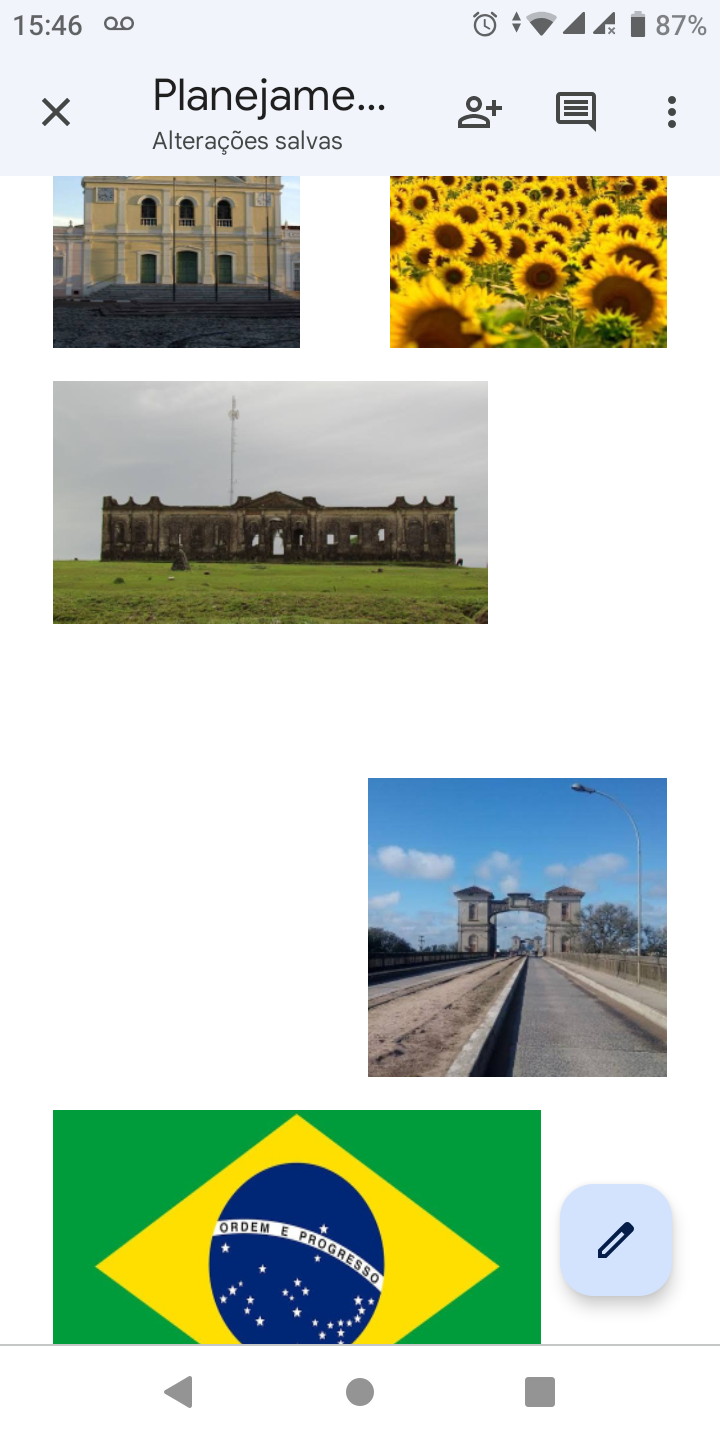 15:46
87%
Planejame...
Alterações salvas
ORDEM E PROGRESSO